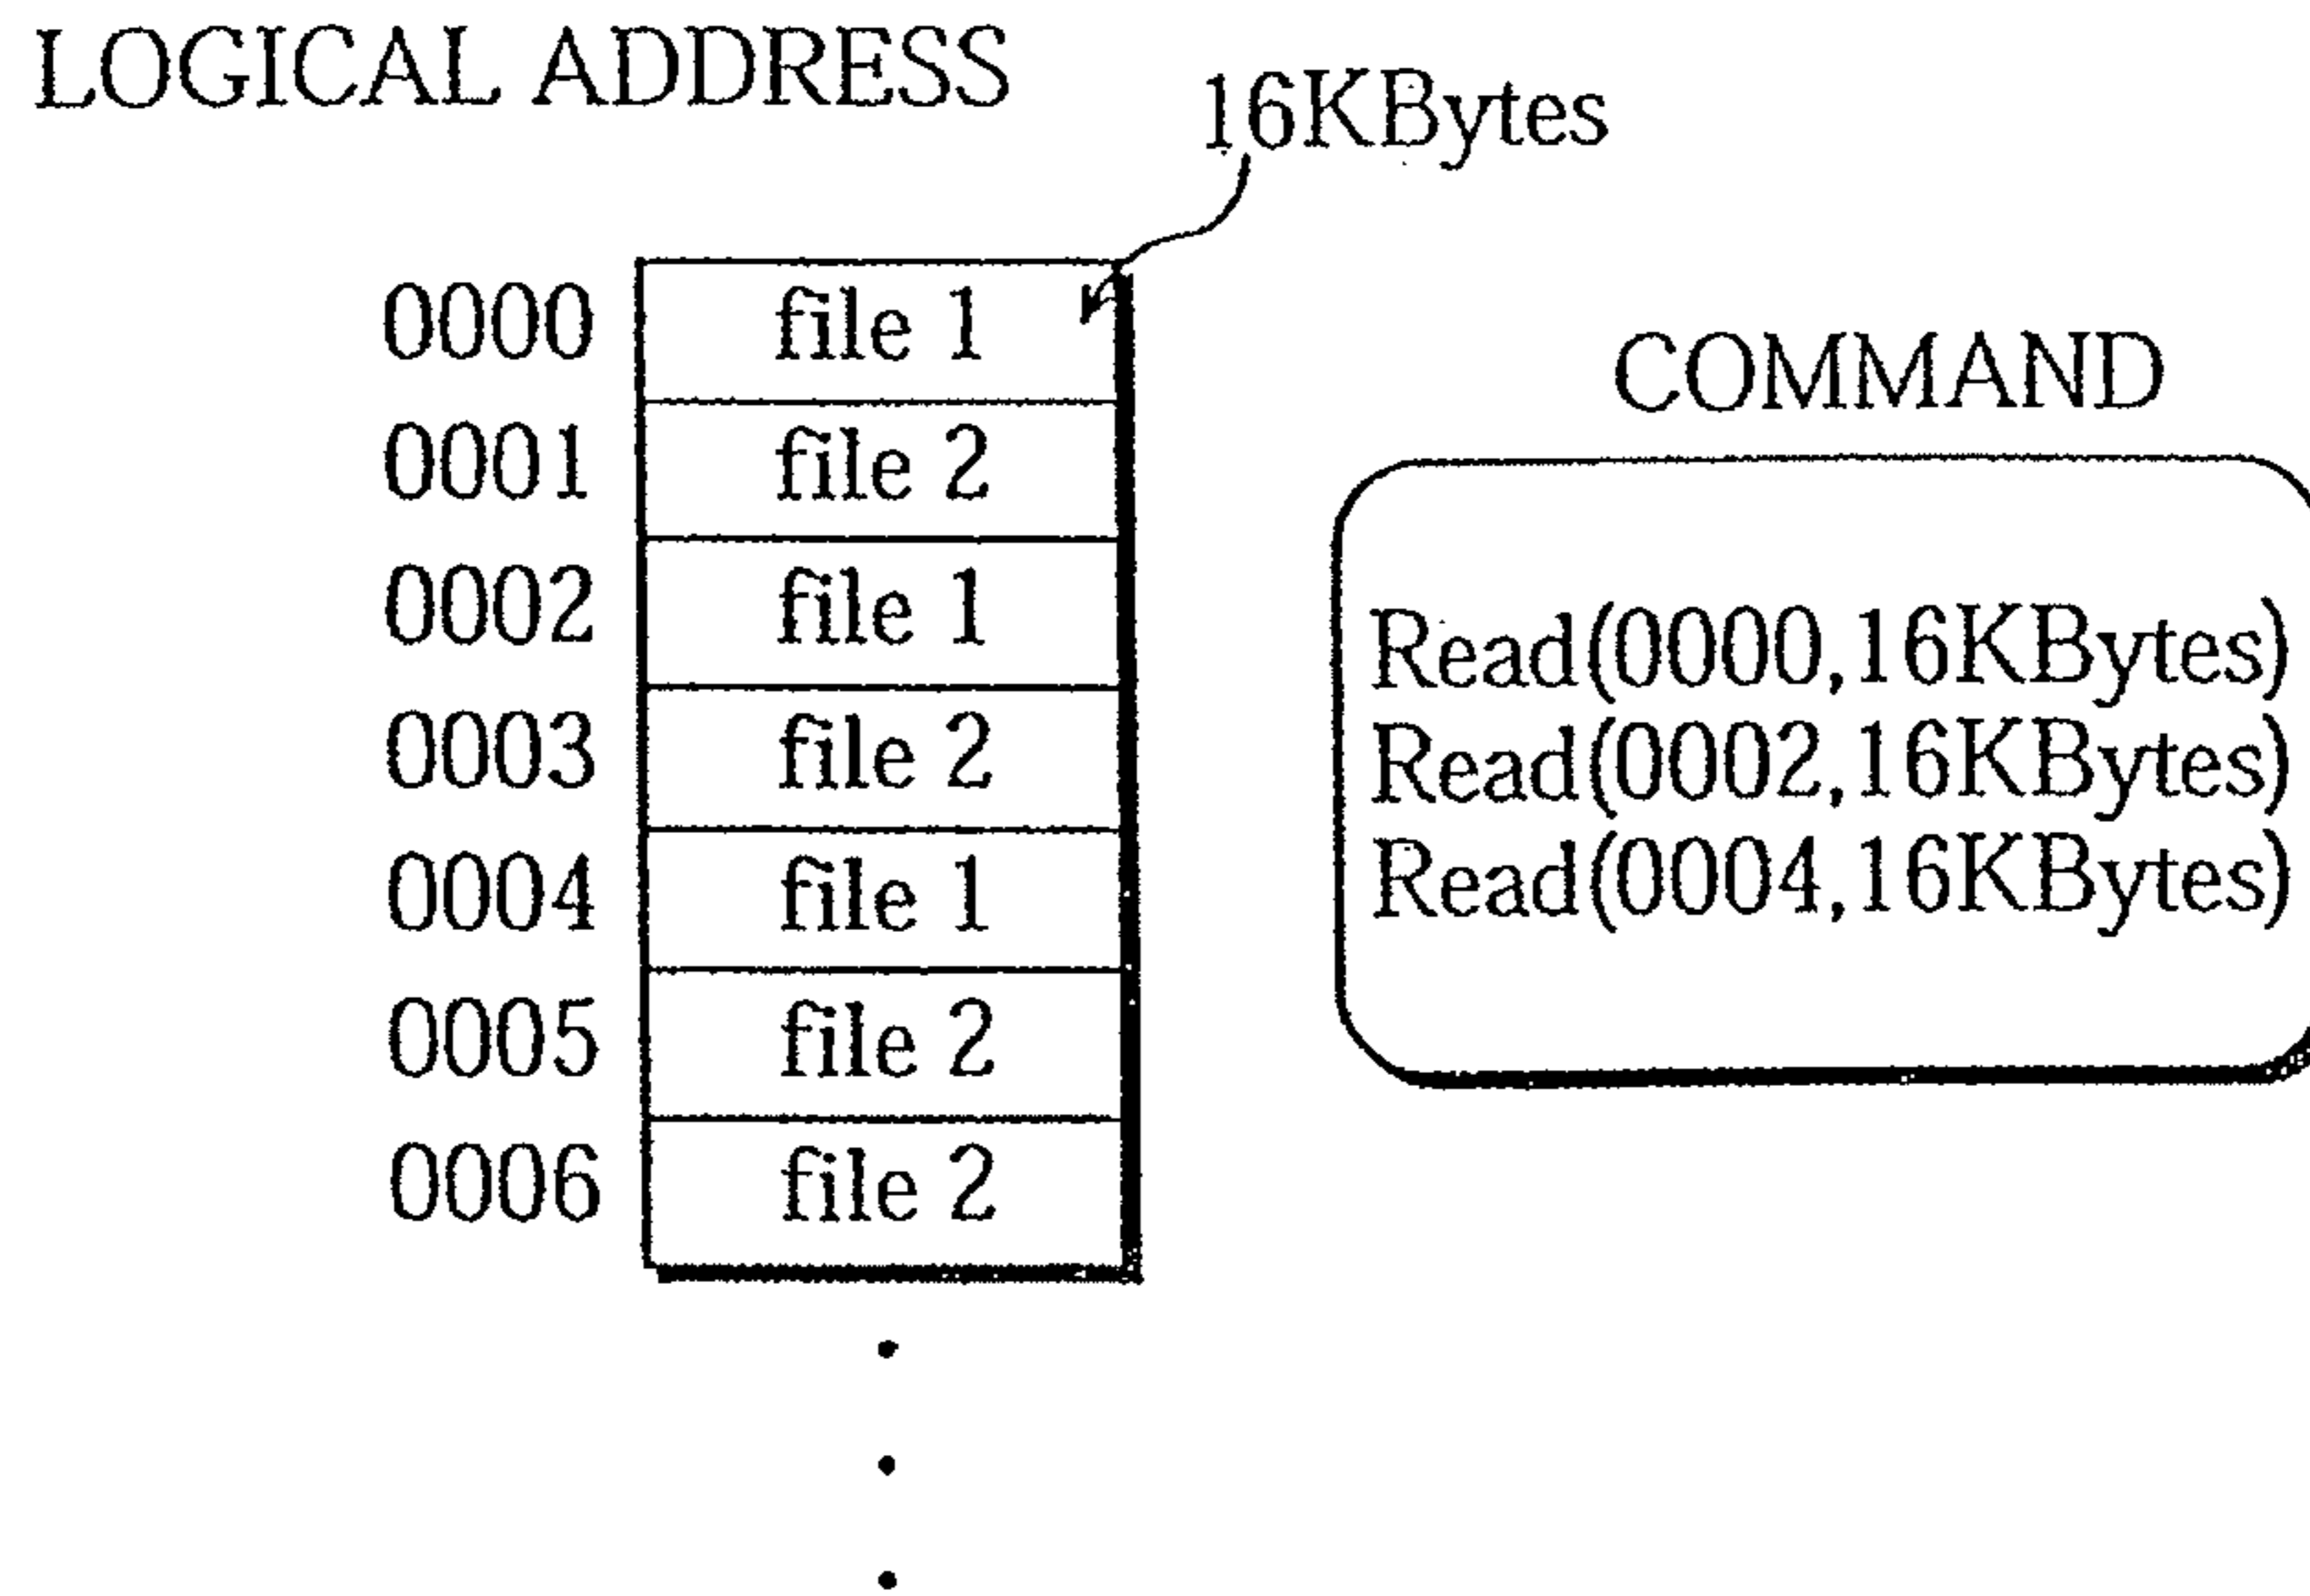 LOGICAL ADDRESS
16KBytes
0000 file 1
0001 file 2
0002 file 1
0003 file 2
0004 file 1
0005 file 2
0006 file 2
COMMAND
Read(0000,16KBytes)
Read(0002,16KBytes)
Read(0004,16KBytes)